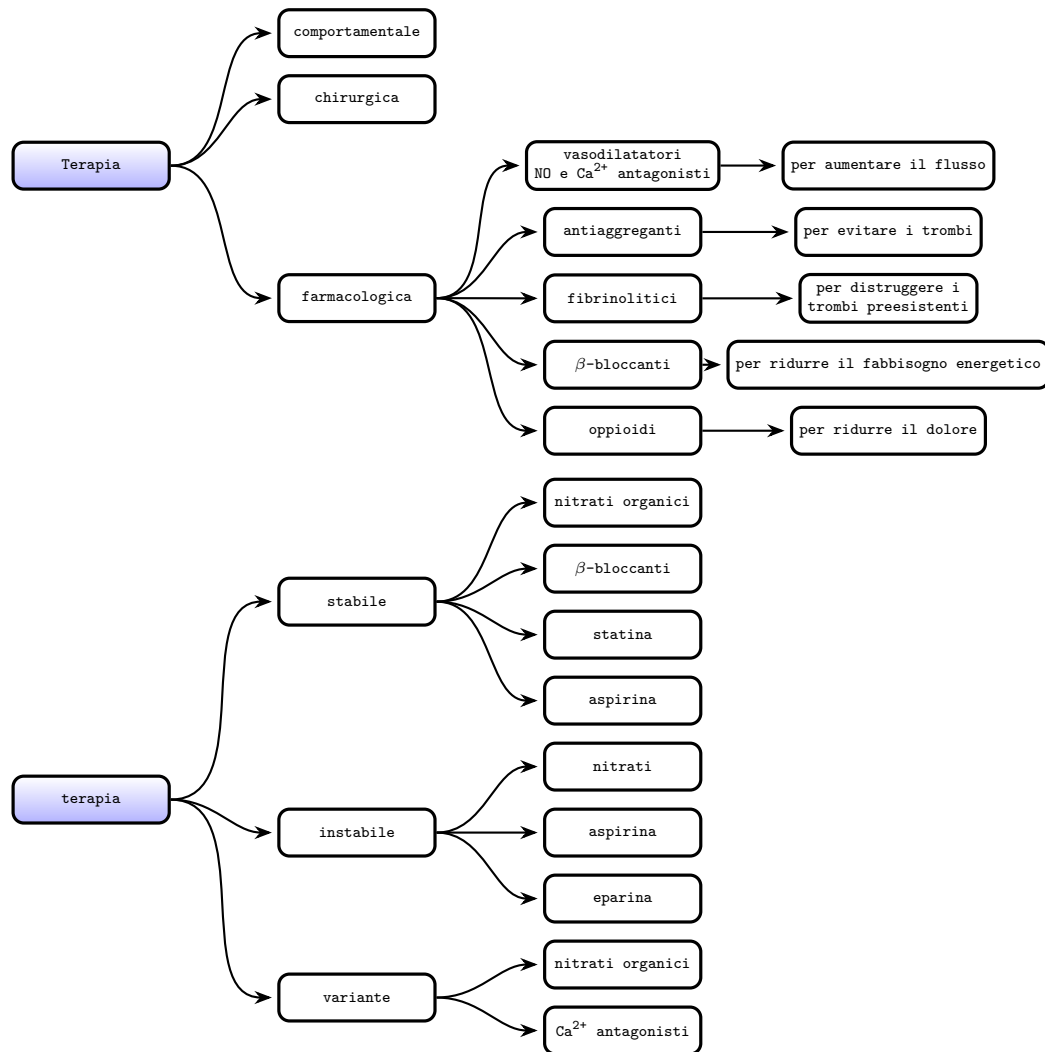 comportamentale
chirurgica
Terapia
vasodilatatori
NO e Ca²⁺ antagonisti
per aumentare il flusso
antiaggreganti
per evitare i trombi
farmacologica
fibrinolitici
per distruggere i
trombi preesistenti
β-bloccanti
per ridurre il fabbisogno energetico
oppioidi
per ridurre il dolore
nitrati organici
β-bloccanti
stabile
statina
aspirina
nitrati
terapia
instabile
aspirina
eparina
nitrati organici
variante
Ca²⁺ antagonisti